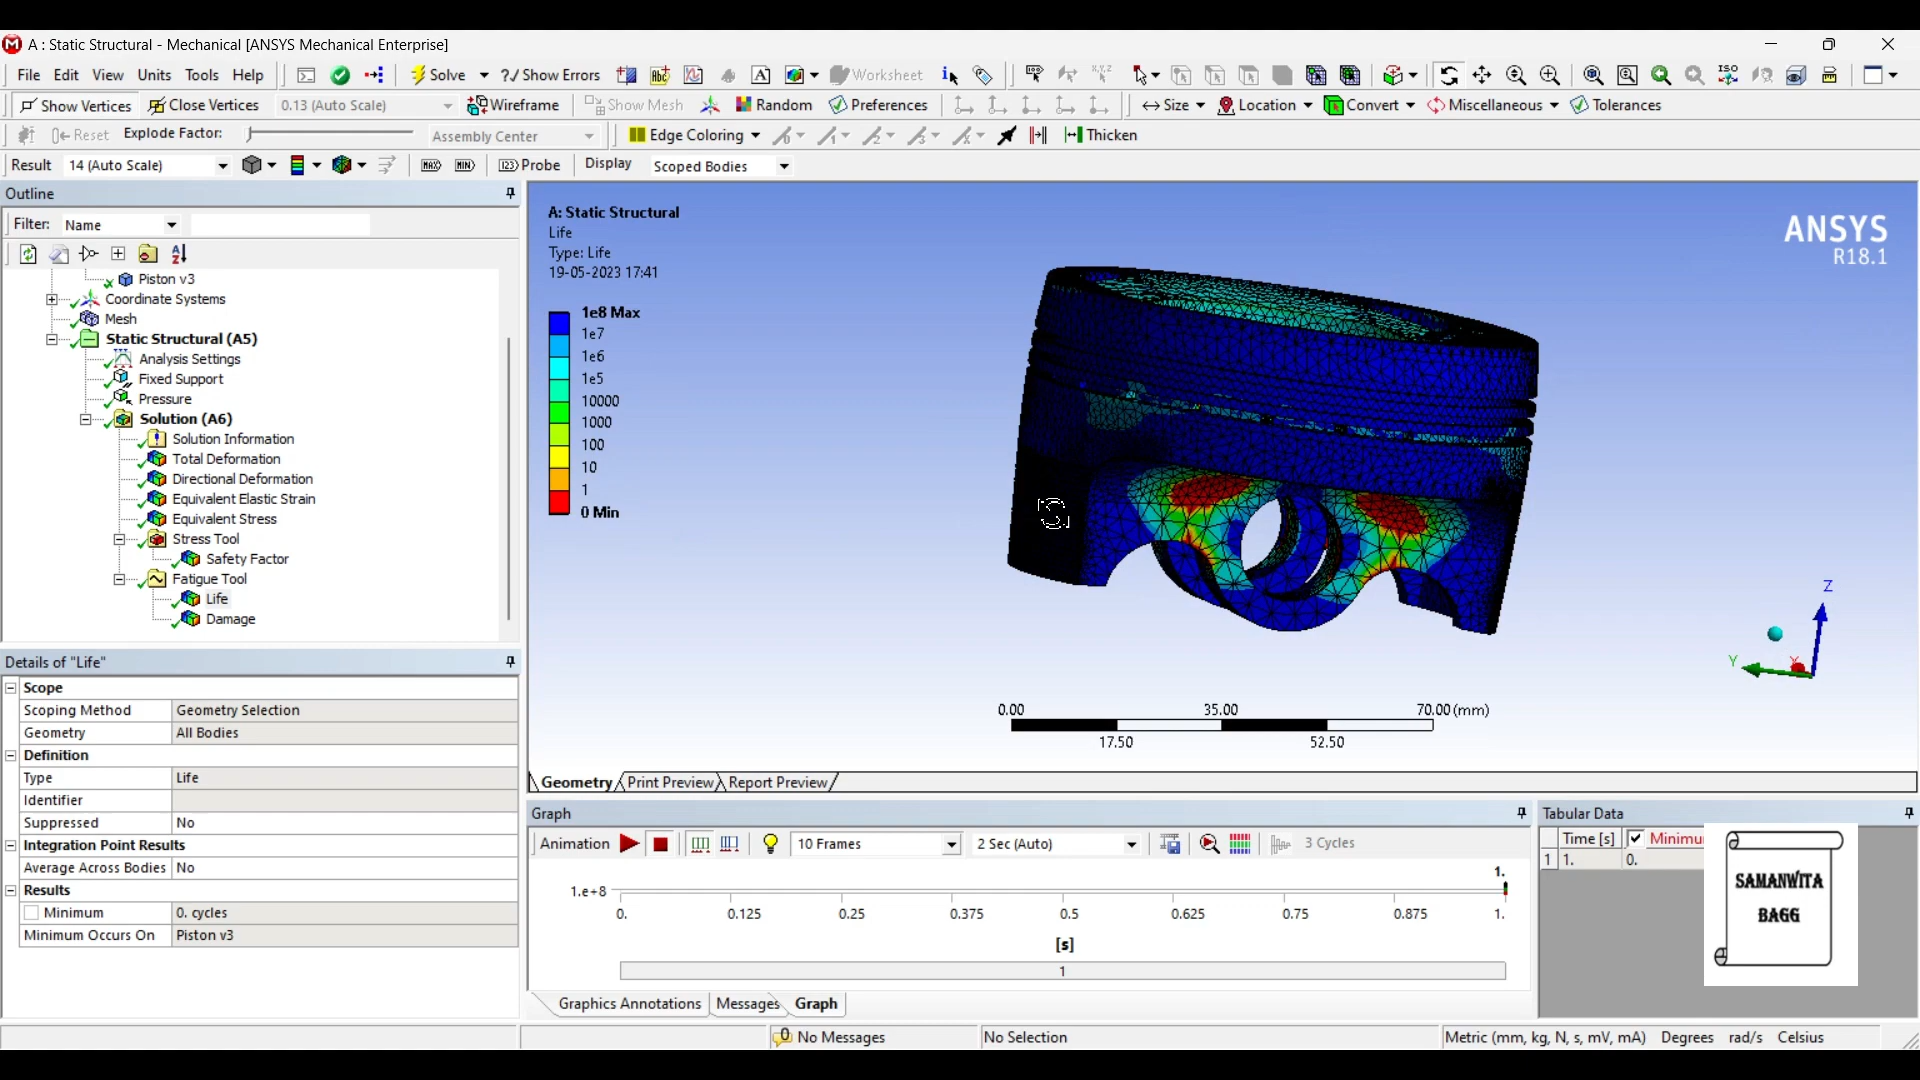 A : Static Structural - Mechanical [ANSYS Mechanical Enterprise]
File Edit View Units Tools Help Solve ?/ Show Errors Worksheet
Show Vertices Close Vertices 0.13 (Auto Scale) Wireframe Show Mesh Random Preferences Size Location Convert Miscellaneous Tolerances
Reset Explode Factor: Assembly Center Edge Coloring Thicken
Result 14 (Auto Scale) MAX MIN Probe Display Scoped Bodies
Outline
Filter: Name
Piston v3
Coordinate Systems
Mesh
Static Structural (A5)
Analysis Settings
Fixed Support
Pressure
Solution (A6)
Solution Information
Total Deformation
Directional Deformation
Equivalent Elastic Strain
Equivalent Stress
Stress Tool
Safety Factor
Fatigue Tool
Life
Damage
Details of "Life"
Scope
Scoping Method Geometry Selection
Geometry All Bodies
Definition
Type Life
Identifier
Suppressed No
Integration Point Results
Average Across Bodies No
Results
Minimum 0. cycles
Minimum Occurs On Piston v3
A: Static Structural
Life
Type: Life
19-05-2023 17:41
1e8 Max
1e7
1e6
1e5
10000
1000
100
10
1
0 Min
ANSYS
R18.1
Z
Y X
0.00 35.00 70.00 (mm)
17.50 52.50
Geometry Print Preview Report Preview
Graph
Animation 10 Frames 2 Sec (Auto) 3 Cycles
1.
1.e+8
0. 0.125 0.25 0.375 0.5 0.625 0.75 0.875 1.
[s]
1
Graphics Annotations Messages Graph
Tabular Data
Time [s] Minimu
1 1. 0.
SAMANWITA
BAGG
No Messages No Selection Metric (mm, kg, N, s, mV, mA) Degrees rad/s Celsius